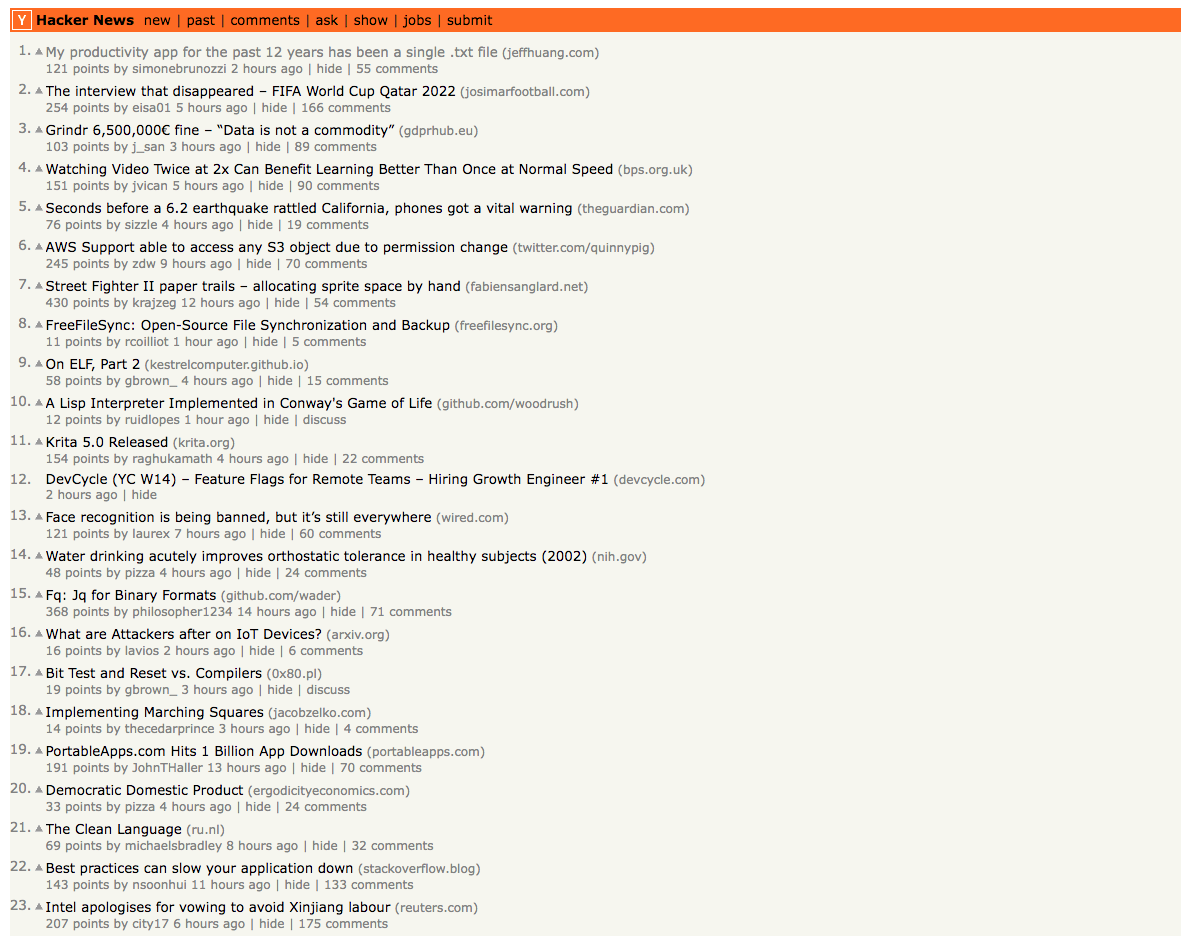 Y Hacker News new | past | comments | ask | show | jobs | submit
1. My productivity app for the past 12 years has been a single .txt file (jeffhuang.com)
121 points by simonebrunozzi 2 hours ago | hide | 55 comments
2. The interview that disappeared – FIFA World Cup Qatar 2022 (josimarfootball.com)
254 points by eisa01 5 hours ago | hide | 166 comments
3. Grindr 6,500,000€ fine – “Data is not a commodity” (gdprhub.eu)
103 points by j_san 3 hours ago | hide | 89 comments
4. Watching Video Twice at 2x Can Benefit Learning Better Than Once at Normal Speed (bps.org.uk)
151 points by jvican 5 hours ago | hide | 90 comments
5. Seconds before a 6.2 earthquake rattled California, phones got a vital warning (theguardian.com)
76 points by sizzle 4 hours ago | hide | 19 comments
6. AWS Support able to access any S3 object due to permission change (twitter.com/quinnypig)
245 points by zdw 9 hours ago | hide | 70 comments
7. Street Fighter II paper trails – allocating sprite space by hand (fabiensanglard.net)
430 points by krajzeg 12 hours ago | hide | 54 comments
8. FreeFileSync: Open-Source File Synchronization and Backup (freefilesync.org)
11 points by rcoilliot 1 hour ago | hide | 5 comments
9. On ELF, Part 2 (kestrelcomputer.github.io)
58 points by gbrown_ 4 hours ago | hide | 15 comments
10. A Lisp Interpreter Implemented in Conway's Game of Life (github.com/woodrush)
12 points by ruidlopes 1 hour ago | hide | discuss
11. Krita 5.0 Released (krita.org)
154 points by raghukamath 4 hours ago | hide | 22 comments
12. DevCycle (YC W14) – Feature Flags for Remote Teams – Hiring Growth Engineer #1 (devcycle.com)
2 hours ago | hide
13. Face recognition is being banned, but it’s still everywhere (wired.com)
121 points by laurex 7 hours ago | hide | 60 comments
14. Water drinking acutely improves orthostatic tolerance in healthy subjects (2002) (nih.gov)
48 points by pizza 4 hours ago | hide | 24 comments
15. Fq: Jq for Binary Formats (github.com/wader)
368 points by philosopher1234 14 hours ago | hide | 71 comments
16. What are Attackers after on IoT Devices? (arxiv.org)
16 points by lavios 2 hours ago | hide | 6 comments
17. Bit Test and Reset vs. Compilers (0x80.pl)
19 points by gbrown_ 3 hours ago | hide | discuss
18. Implementing Marching Squares (jacobzelko.com)
14 points by thecedarprince 3 hours ago | hide | 4 comments
19. PortableApps.com Hits 1 Billion App Downloads (portableapps.com)
191 points by JohnTHaller 13 hours ago | hide | 70 comments
20. Democratic Domestic Product (ergodicityeconomics.com)
33 points by pizza 4 hours ago | hide | 24 comments
21. The Clean Language (ru.nl)
69 points by michaelsbradley 8 hours ago | hide | 32 comments
22. Best practices can slow your application down (stackoverflow.blog)
143 points by nsoonhui 11 hours ago | hide | 133 comments
23. Intel apologises for vowing to avoid Xinjiang labour (reuters.com)
207 points by city17 6 hours ago | hide | 175 comments